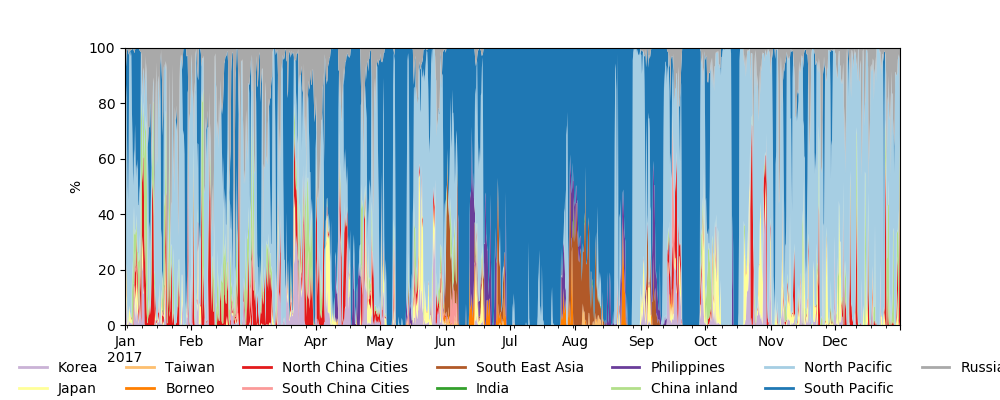 100
80
60
40
20
0
%
Jan Feb Mar Apr May Jun Jul Aug Sep Oct Nov Dec
2017
Korea Taiwan North China Cities South East Asia Philippines North Pacific Russia
Japan Borneo South China Cities India China inland South Pacific